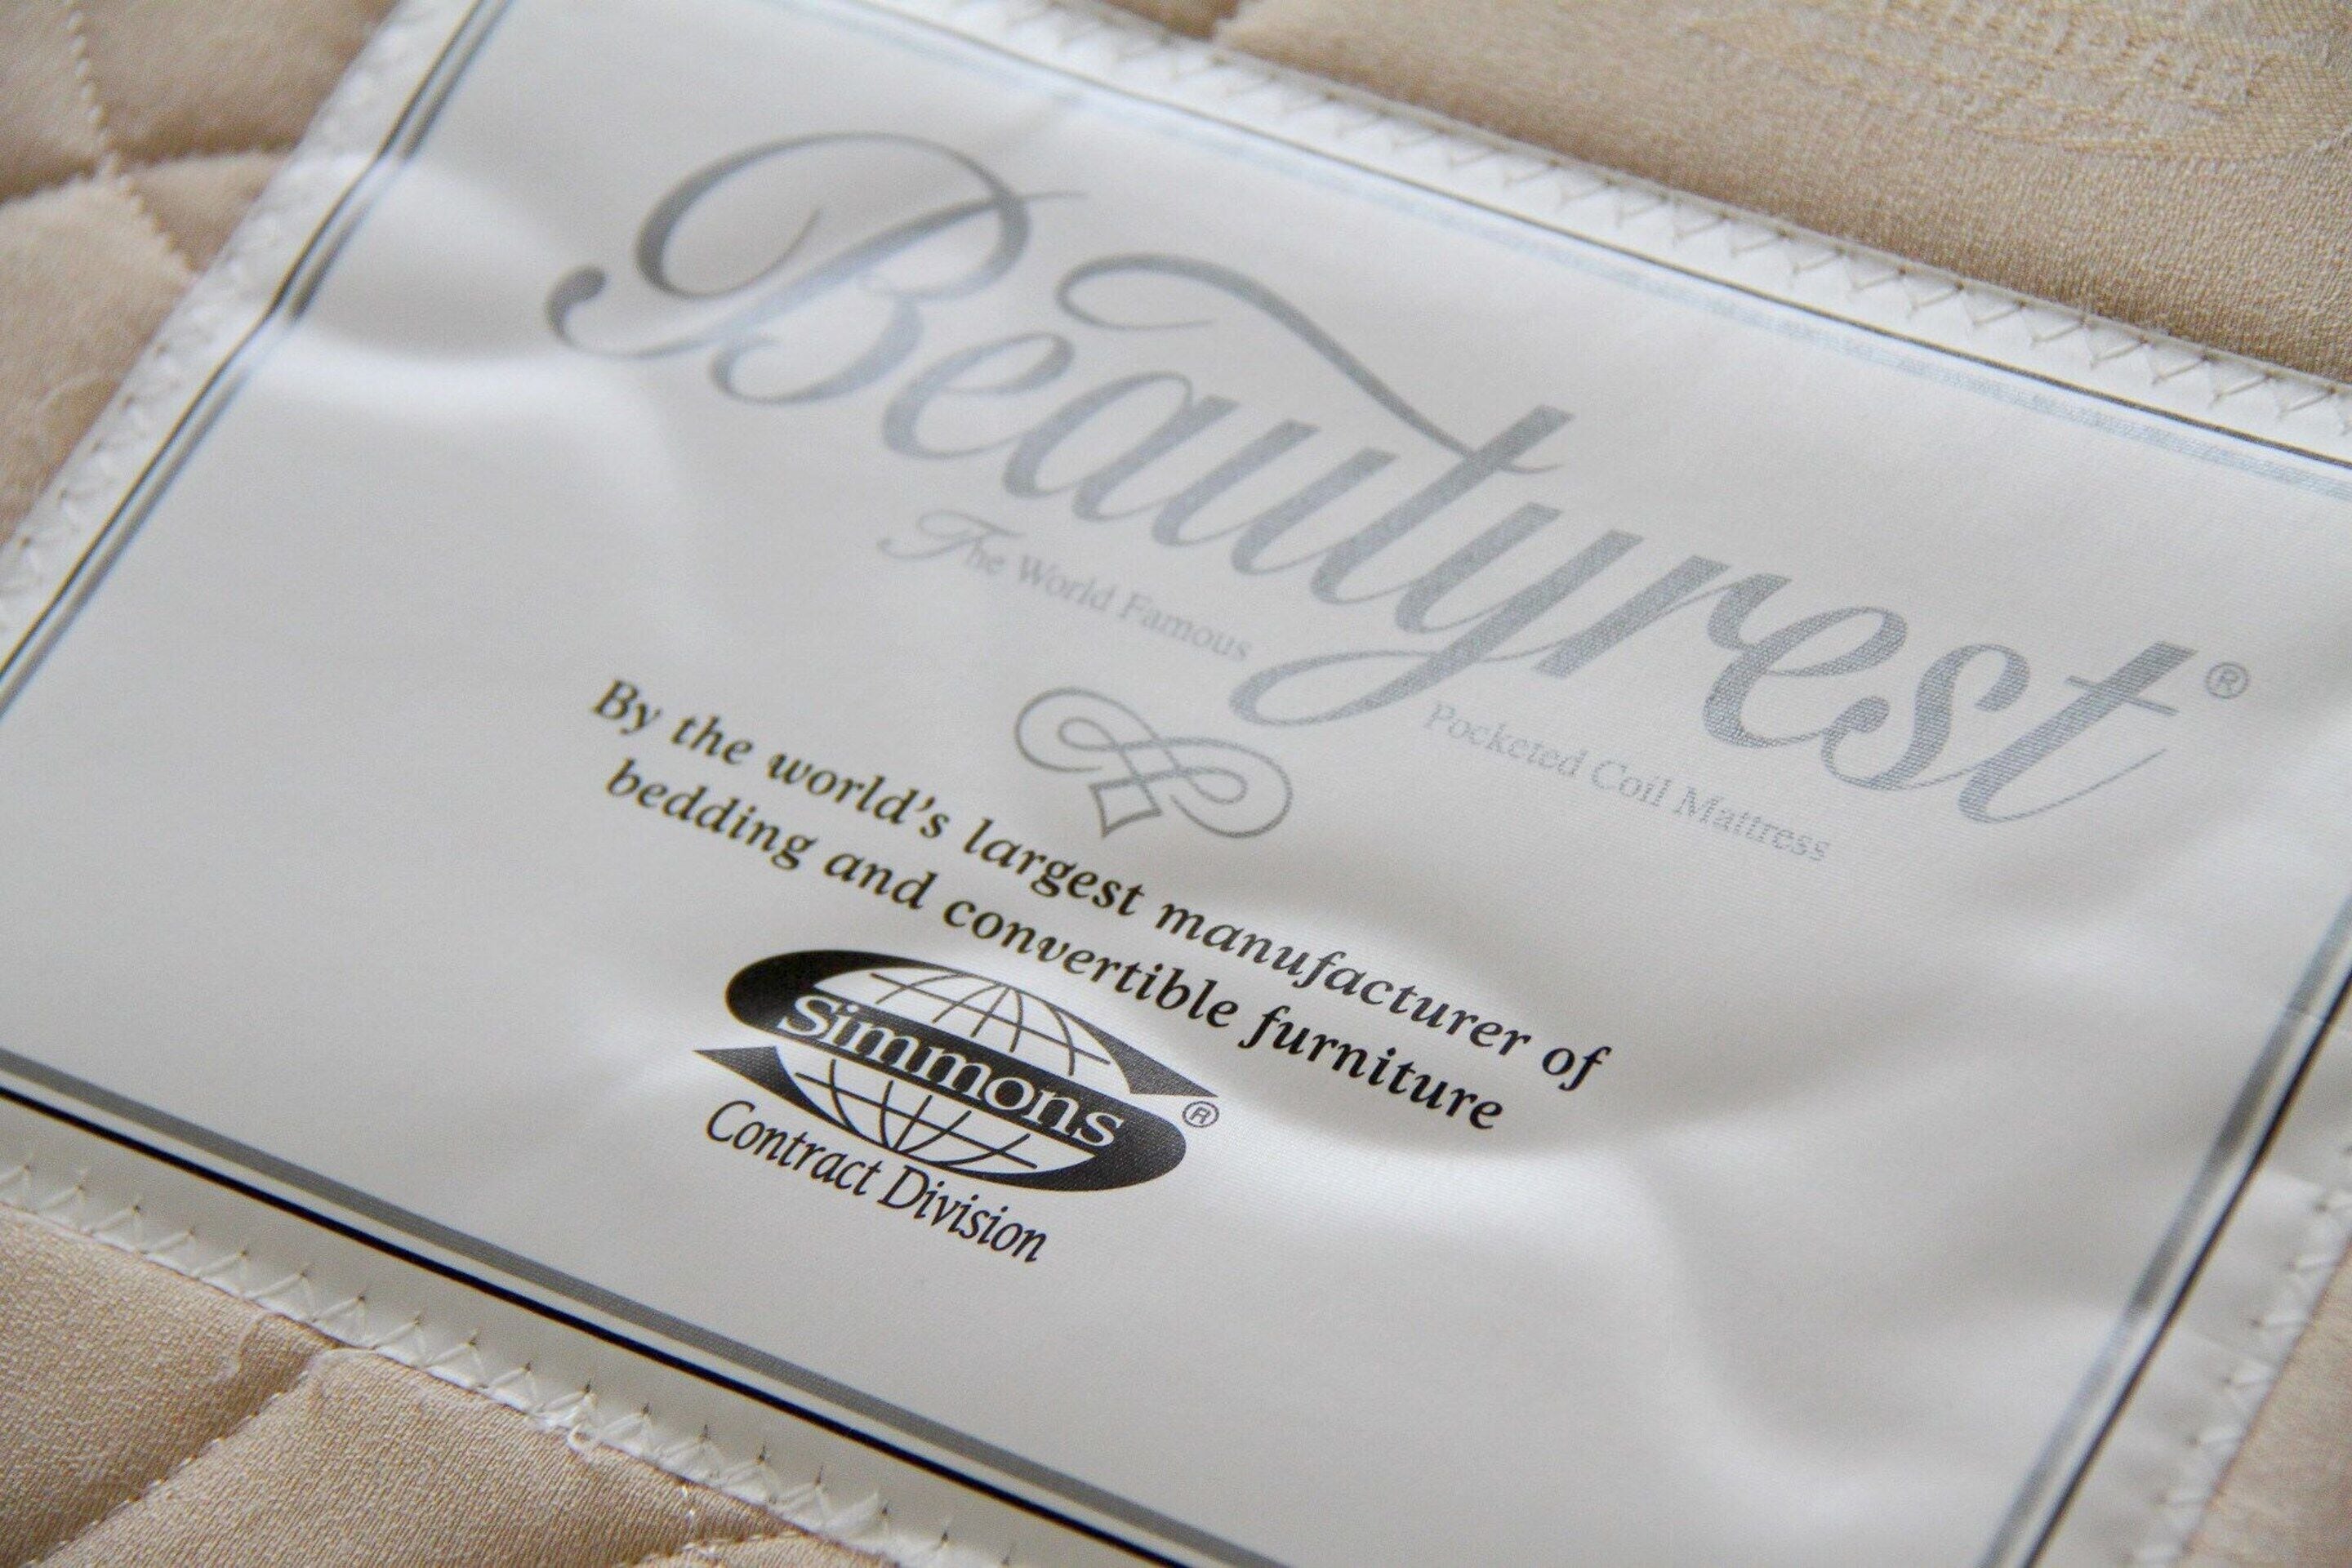 Beautyrest®
The World Famous
Pocketed Coil Mattress
By the world's largest manufacturer of
bedding and convertible furniture
Simmons®
Contract Division